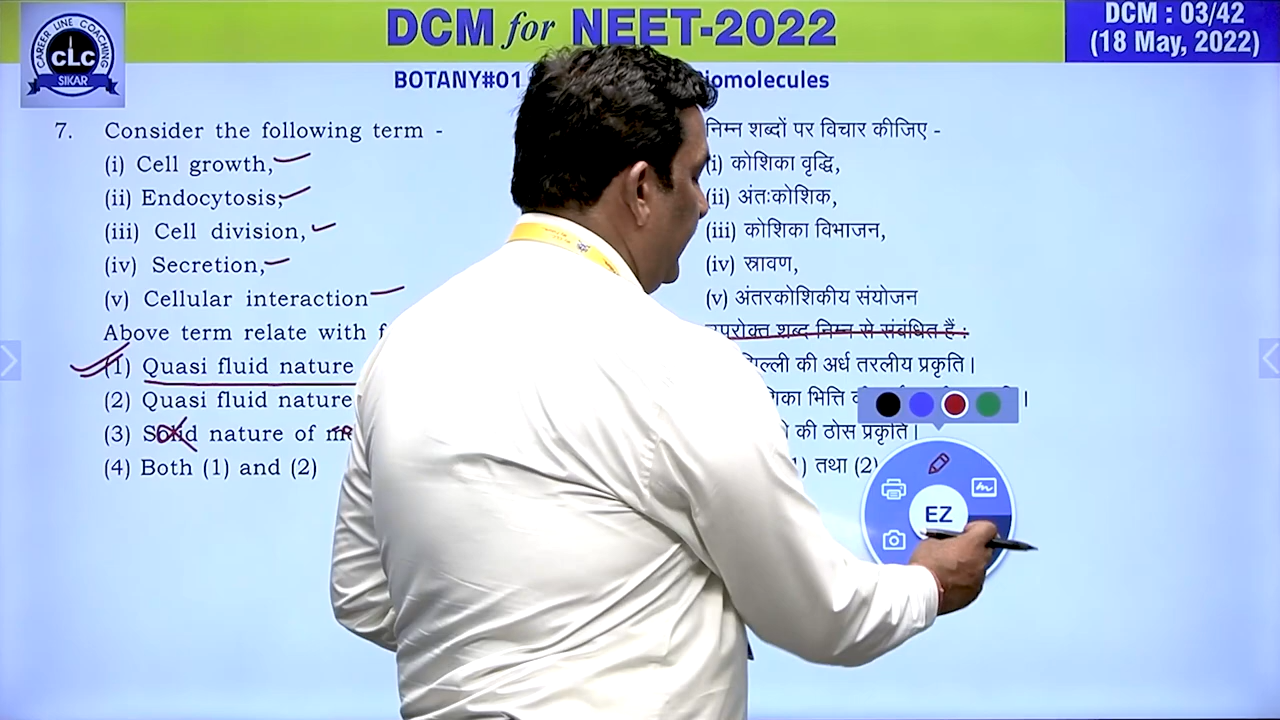 CAREER LINE COACHING
CLC
SIKAR
DCM for NEET-2022
DCM : 03/42
(18 May, 2022)
BOTANY#01
7. Consider the following term -
(i) Cell growth,
(ii) Endocytosis,
(iii) Cell division,
(iv) Secretion,
(v) Cellular interaction
Above term relate with
(1) Quasi fluid nature
(2) Quasi fluid nature
(3) Solid nature of
(4) Both (1) and (2)
निम्न शब्दों पर विचार कीजिए -
(i) कोशिका वृद्धि,
(ii) अंतःकोशिक,
(iii) कोशिका विभाजन,
(iv) स्रावण,
(v) अंतरकोशिकीय संयोजन
शब्द निम्न से संबंधित हैं :
की अर्ध तरलीय प्रकृति।
की ठोस प्रकृति।
तथा (2)
EZ